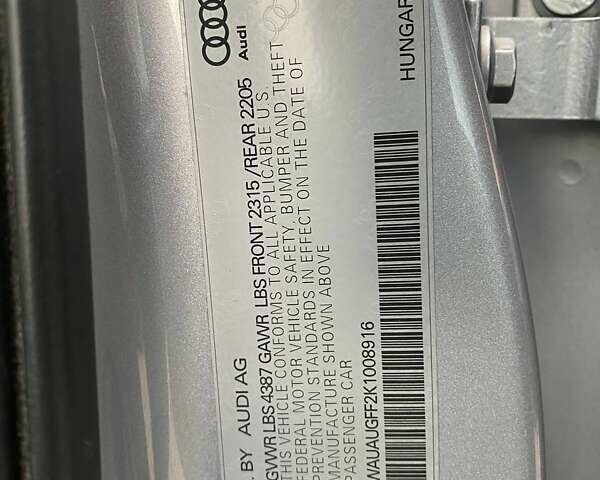 Audi
. BY AUDI AG
GWWR LBS 4387 GAWR LBS FRONT 2315 / REAR 2205
THIS VEHICLE CONFORMS TO ALL APPLICABLE U S
FEDERAL MOTOR VEHICLE SAFETY, BUMPER AND THEFT
PREVENTION STANDARDS IN EFFECT ON THE DATE OF
MANUFACTURE SHOWN ABOVE
PASSENGER CAR
HUNGAR
WAUAUGFF2K1008916